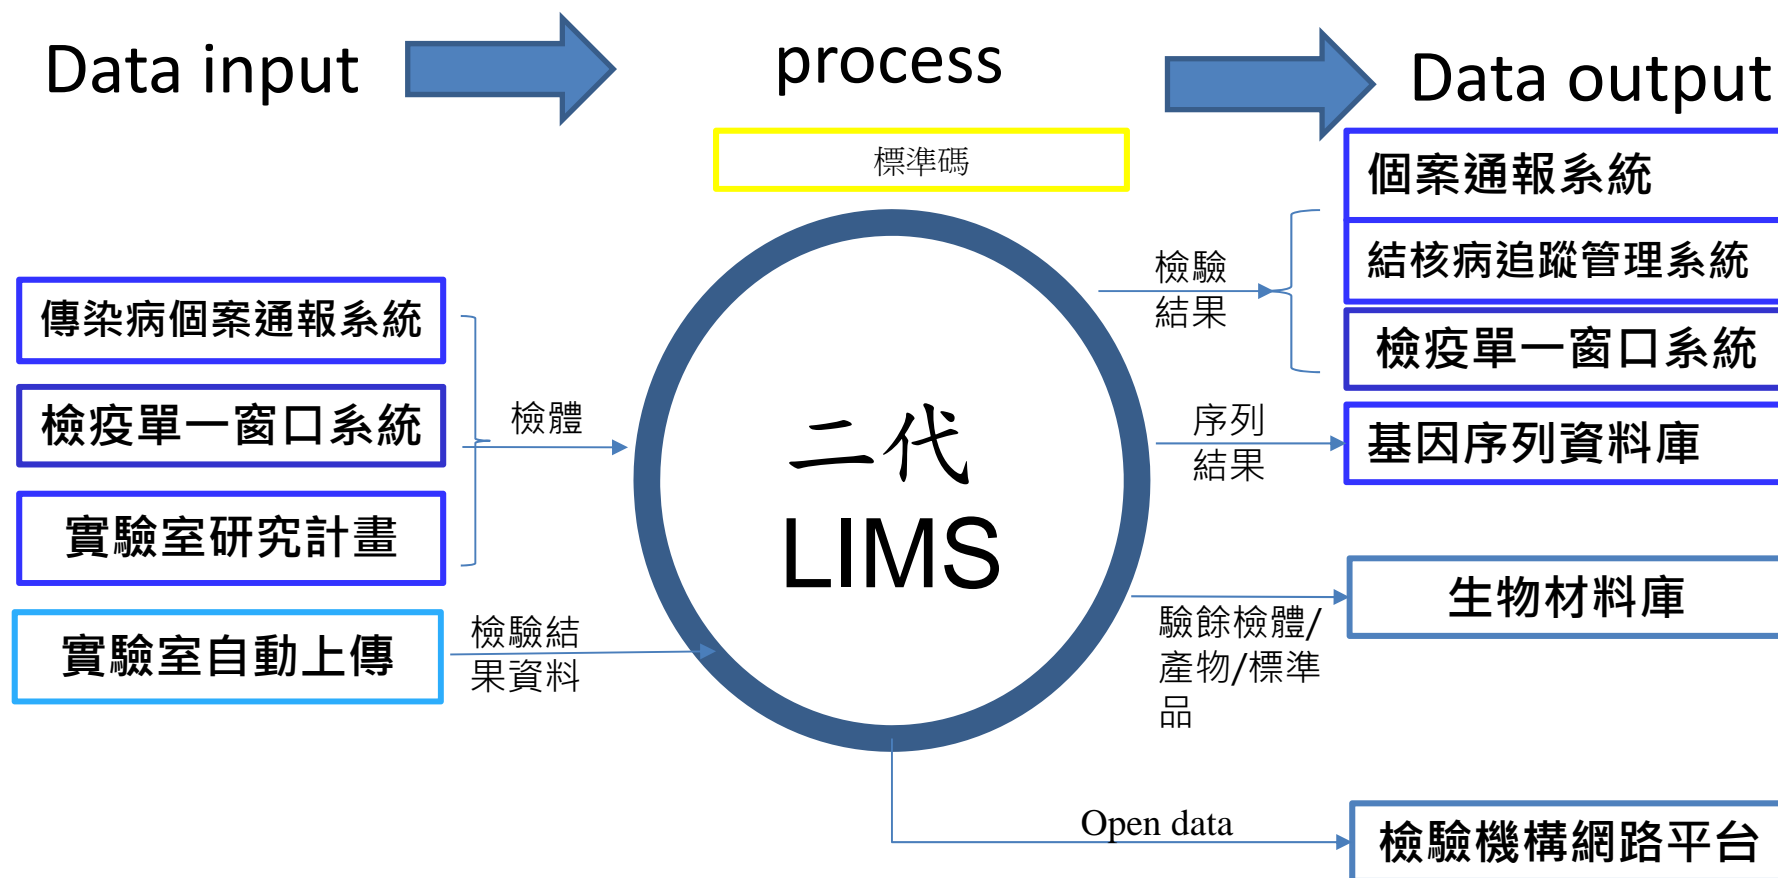 Data input
process
Data output
標準碼
傳染病個案通報系統
檢疫單一窗口系統
實驗室研究計畫
實驗室自動上傳
檢體
檢驗結
果資料
二代
LIMS
檢驗
結果
序列
結果
驗餘檢體/
產物/標準
品
Open data
個案通報系統
結核病追蹤管理系統
檢疫單一窗口系統
基因序列資料庫
生物材料庫
檢驗機構網路平台